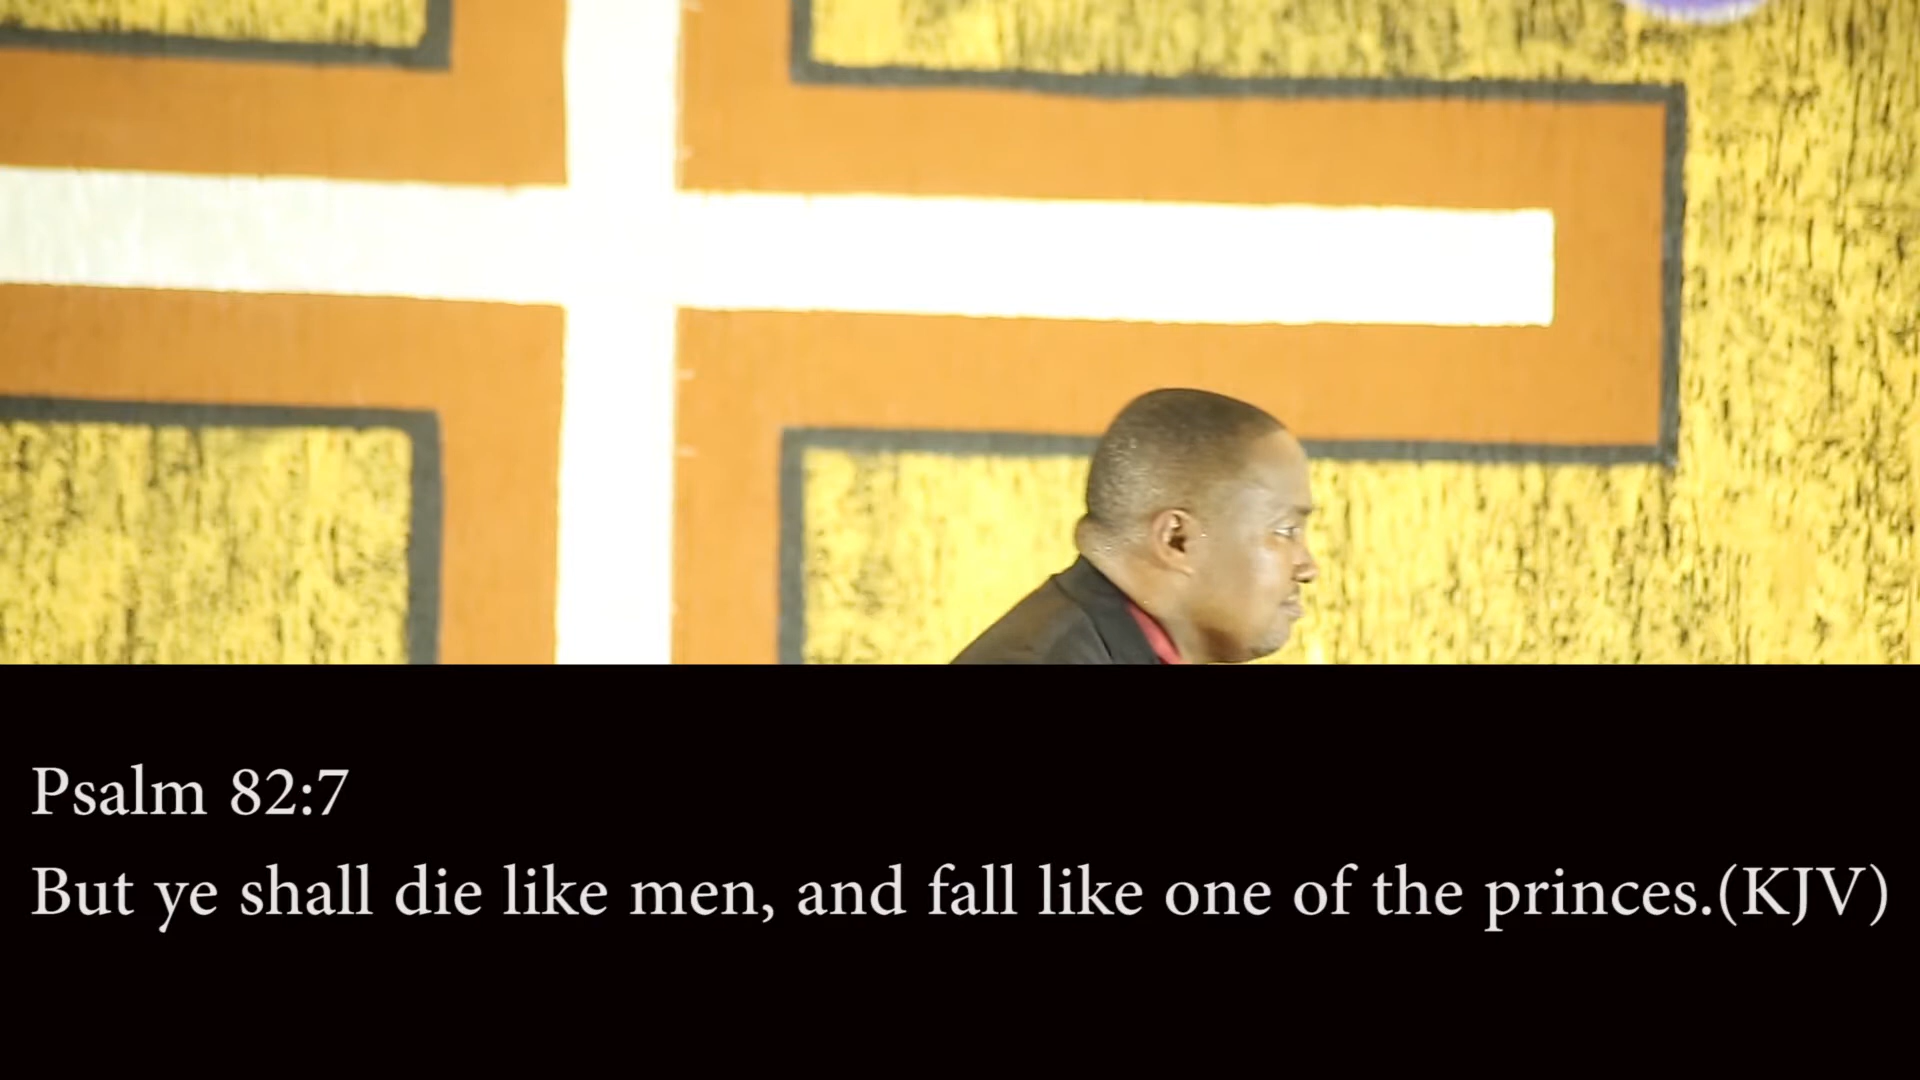 Psalm 82:7
But ye shall die like men, and fall like one of the princes.(KJV)